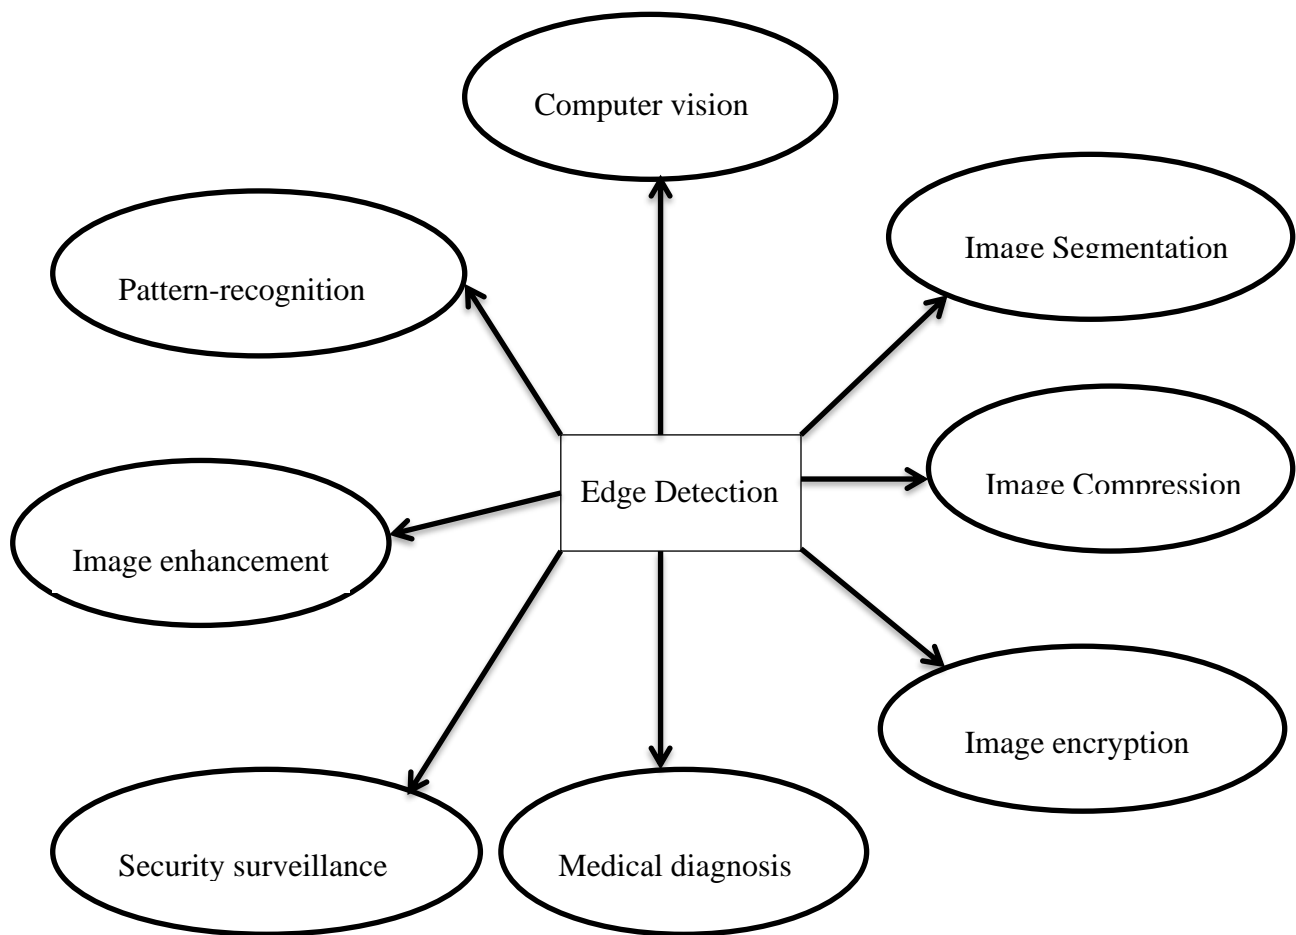 Computer vision
Image Segmentation
Pattern-recognition
Image Compression
Edge Detection
Image enhancement
Image encryption
Security surveillance
Medical diagnosis